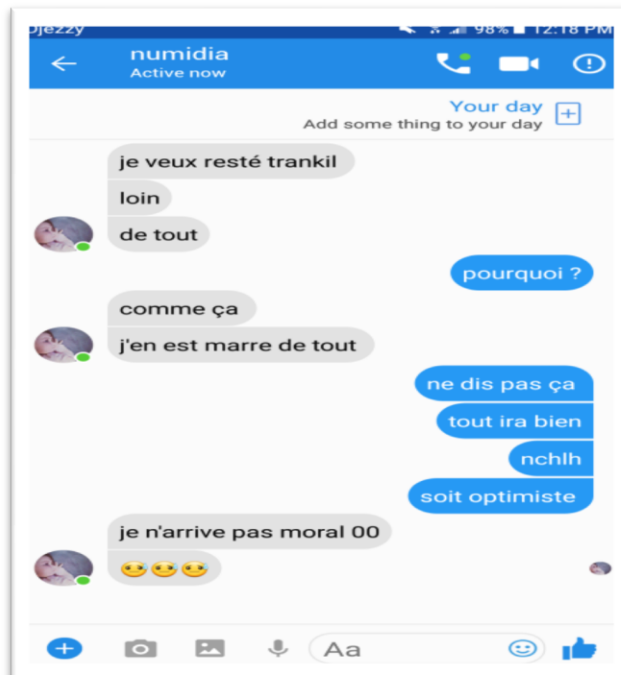 Djezzy 98% 12:18 PM
numidia
Active now
Your day
Add some thing to your day
je veux resté trankil
loin
de tout
pourquoi ?
comme ça
j'en est marre de tout
ne dis pas ça
tout ira bien
nchlh
soit optimiste
je n'arrive pas moral 00
😓😓😓
Aa